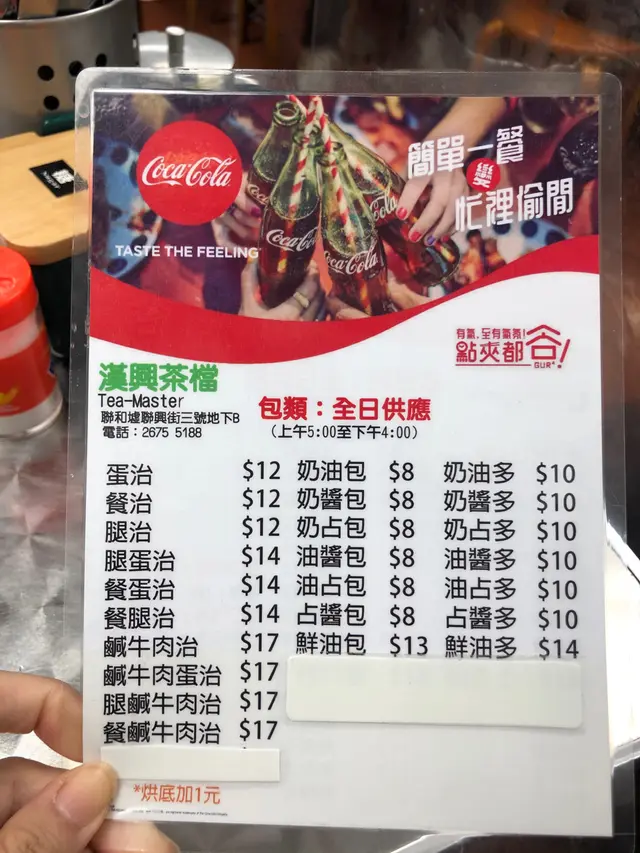 Coca-Cola
TASTE THE FEELING
簡單一餐
忙裡偷閒
Coca-Cola
Coca-Cola
有氣，至有氣氛！
點夾都 GUR⁴！
漢興茶檔
Tea-Master
聯和墟聯興街三號地下B
電話：2675 5188
包類：全日供應
(上午5:00至下午4:00)
蛋治 $12 奶油包 $8 奶油多 $10
餐治 $12 奶醬包 $8 奶醬多 $10
腿治 $12 奶占包 $8 奶占多 $10
腿蛋治 $14 油醬包 $8 油醬多 $10
餐蛋治 $14 油占包 $8 油占多 $10
餐腿治 $14 占醬包 $8 占醬多 $10
鹹牛肉治 $17 鮮油包 $13 鮮油多 $14
鹹牛肉蛋治 $17
腿鹹牛肉治 $17
餐鹹牛肉治 $17
*烘底加1元